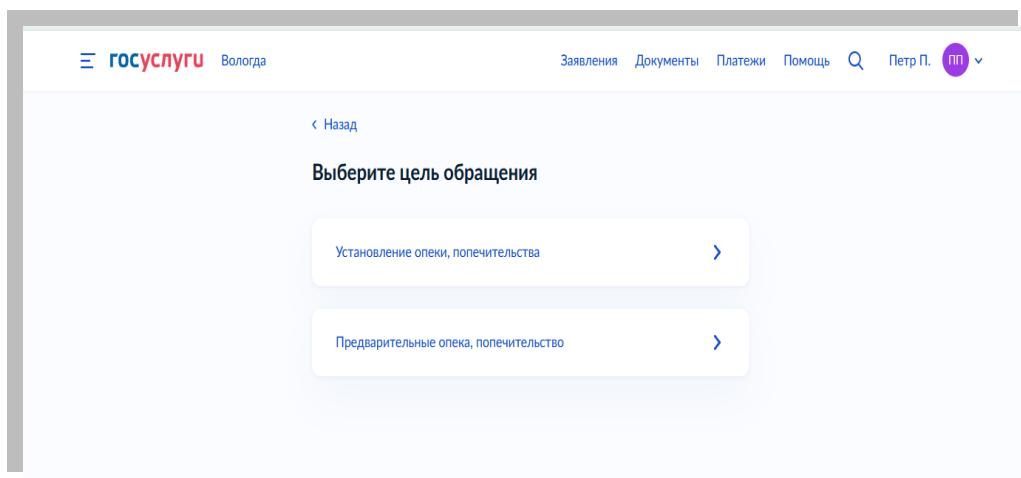 госуслуги Вологда Заявления Документы Платежи Помощь Петр П. ПП
Назад
Выберите цель обращения
Установление опеки, попечительства
Предварительные опека, попечительство